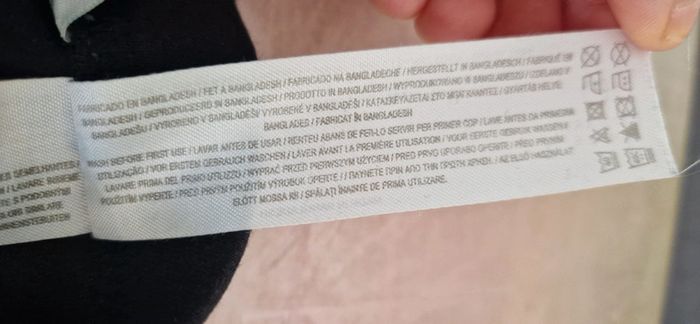 FABRICADO EN BANGLADESH / FET A BANGLADESH / FABRICADO NA BANGLADECHE / HERGESTELLT IN BANGLADESCH / FABRIQUÉ EN
BANGLADESH / GEPRODUCEERD IN BANGLADESH / PRODOTTO IN BANGLADESH / WYPRODUKOWANO W BANGLADESZU / IZDELANO V
BANGLADEŠU / VYROBENO V BANGLADÉŠI / VYROBENÉ V BANGLADÉŠI / ΚΑΤΑΣΚΕΥΑΖΕΤΑΙ ΣΤΟ ΜΠΑΓΚΛΑΝΤΕΣ / GYÁRTÁS HELYE:
BANGLADES / FABRICAT ÎN BANGLADESH
WASH BEFORE FIRST USE / LAVAR ANTES DE USAR / RENTEU ABANS DE FER-LO SERVIR PER PRIMER COP / LAVE ANTES DA PRIMEIRA
UTILIZAÇÃO / VOR ERSTEM GEBRAUCH WASCHEN / LAVER AVANT LA PREMIÈRE UTILISATION / VOOR EERSTE GEBRUIK WASSEN /
LAVARE PRIMA DEL PRIMO UTILIZZO / WYPRAĆ PRZED PIERWSZYM UŻYCIEM / PRED PRVO UPORABO OPERITE / PŘED PRVNÍM
POUŽITÍM VYPERTE / PRED PRVÝM POUŽITÍM VÝROBOK OPERTE / ΠΛΥΝΕΤΕ ΠΡΙΝ ΑΠΟ ΤΗΝ ΠΡΩΤΗ ΧΡΗΣΗ / AZ ELSŐ HASZNÁLAT
ELŐTT MOSSA KI / SPĂLAȚI ÎNAINTE DE PRIMA UTILIZARE.